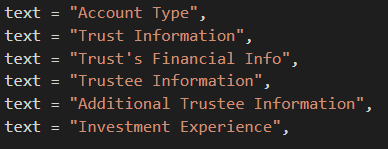 text = "Account Type",
text = "Trust Information",
text = "Trust's Financial Info",
text = "Trustee Information",
text = "Additional Trustee Information",
text = "Investment Experience",